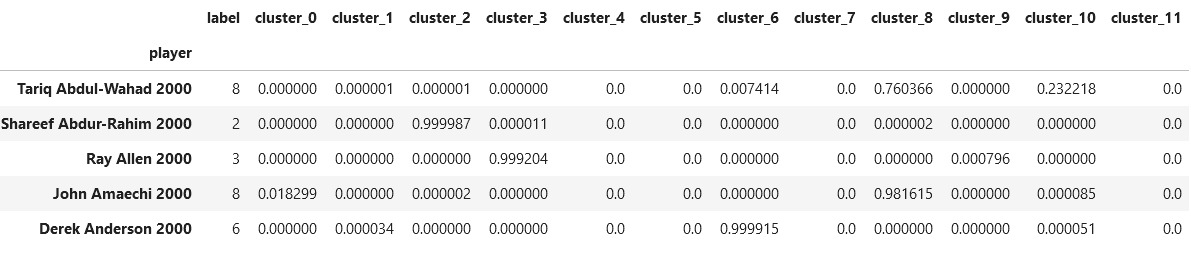 label cluster_0 cluster_1 cluster_2 cluster_3 cluster_4 cluster_5 cluster_6 cluster_7 cluster_8 cluster_9 cluster_10 cluster_11
player
Tariq Abdul-Wahad 2000 8 0.000000 0.000001 0.000001 0.000000 0.0 0.0 0.007414 0.0 0.760366 0.000000 0.232218 0.0
Shareef Abdur-Rahim 2000 2 0.000000 0.000000 0.999987 0.000011 0.0 0.0 0.000000 0.0 0.000002 0.000000 0.000000 0.0
Ray Allen 2000 3 0.000000 0.000000 0.000000 0.999204 0.0 0.0 0.000000 0.0 0.000000 0.000796 0.000000 0.0
John Amaechi 2000 8 0.018299 0.000000 0.000002 0.000000 0.0 0.0 0.000000 0.0 0.981615 0.000000 0.000085 0.0
Derek Anderson 2000 6 0.000000 0.000034 0.000000 0.000000 0.0 0.0 0.999915 0.0 0.000000 0.000000 0.000051 0.0